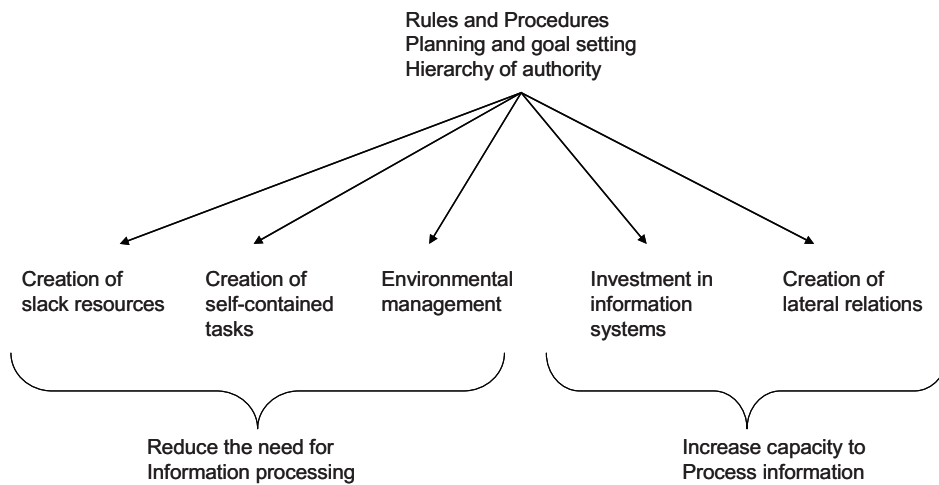 Rules and Procedures
Planning and goal setting
Hierarchy of authority
Creation of
slack resources
Creation of
self-contained
tasks
Environmental
management
Investment in
information
systems
Creation of
lateral relations
Reduce the need for
Information processing
Increase capacity to
Process information